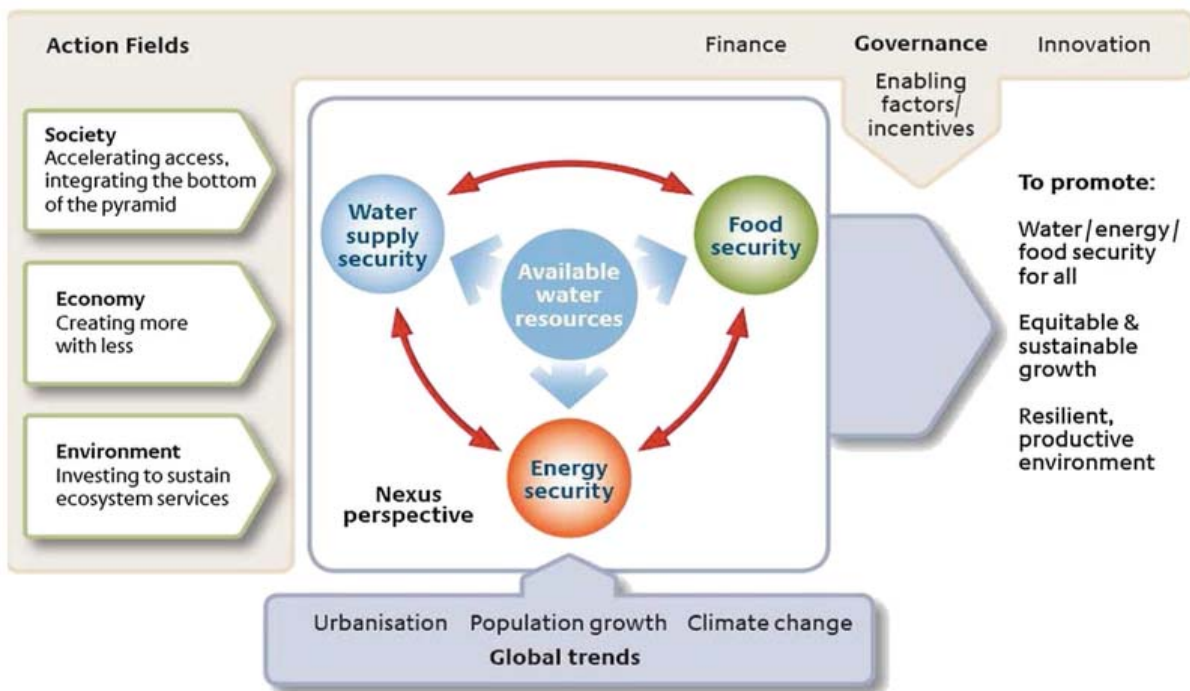 Action Fields
Finance
Governance
Innovation
Enabling
factors/
incentives
Society
Accelerating access,
integrating the bottom
of the pyramid
Economy
Creating more
with less
Environment
Investing to sustain
ecosystem services
Water
supply
security
Available
water
resources
Food
security
Energy
security
Nexus
perspective
To promote:
Water/energy/
food security
for all
Equitable &
sustainable
growth
Resilient,
productive
environment
Urbanisation
Population growth
Climate change
Global trends